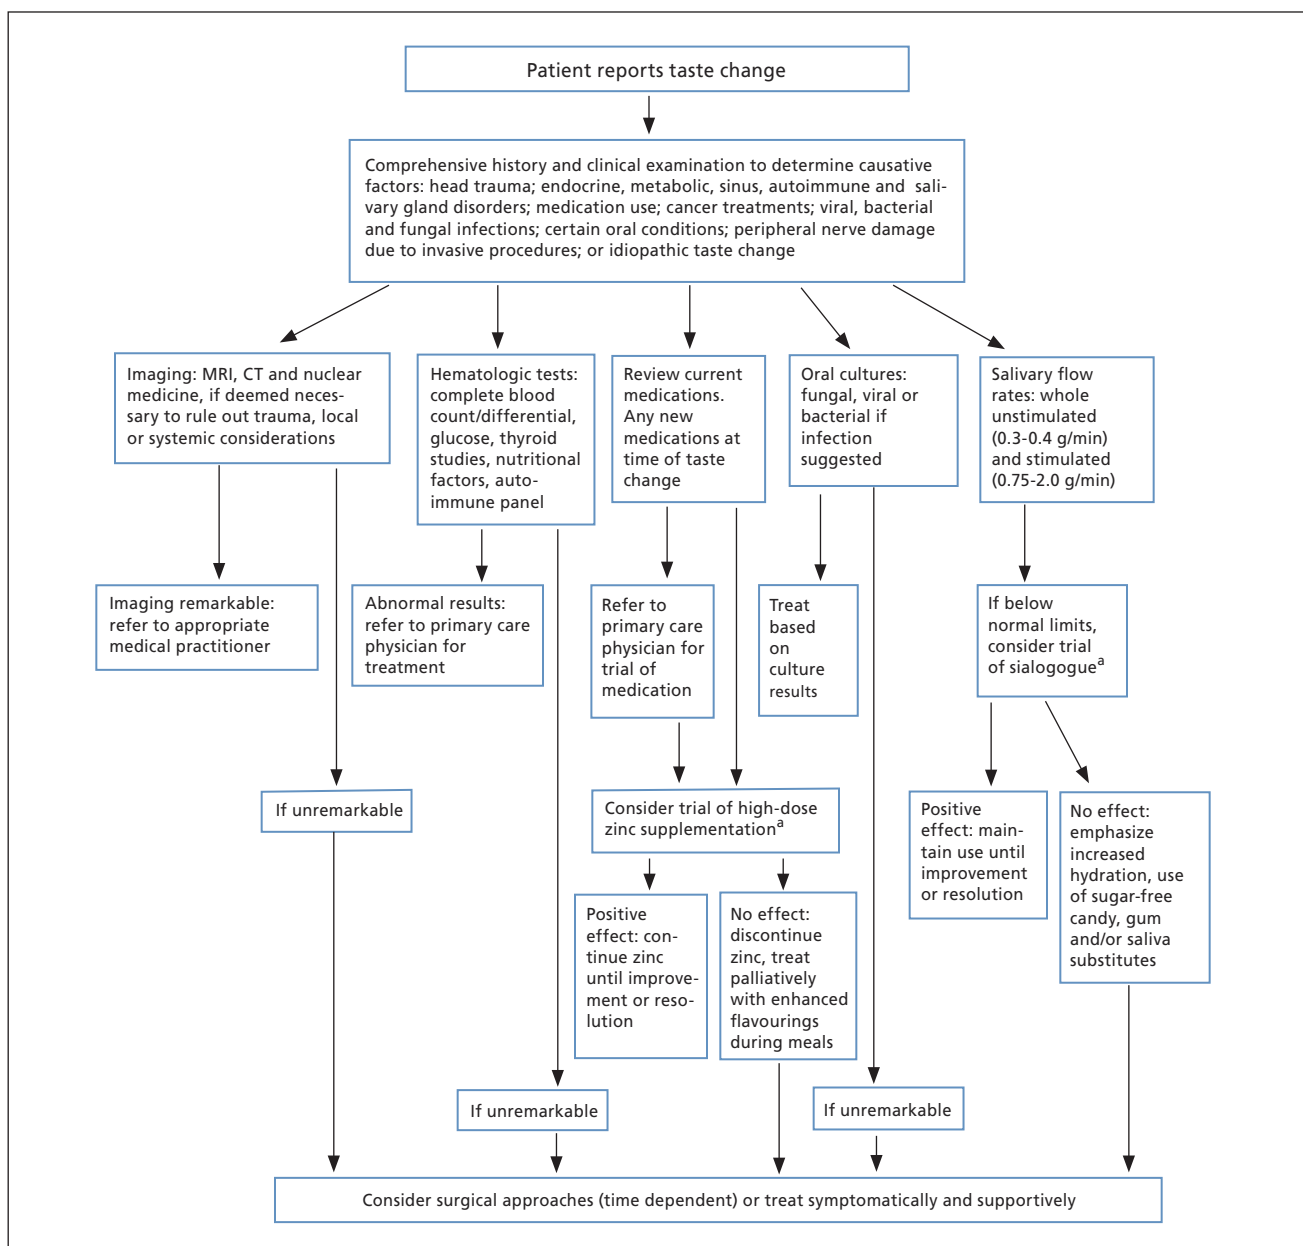 Patient reports taste change
Comprehensive history and clinical examination to determine causative
factors: head trauma; endocrine, metabolic, sinus, autoimmune and sali-
vary gland disorders; medication use; cancer treatments; viral, bacterial
and fungal infections; certain oral conditions; peripheral nerve damage
due to invasive procedures; or idiopathic taste change
Imaging: MRI, CT and nuclear
medicine, if deemed neces-
sary to rule out trauma, local
or systemic considerations
Hematologic tests:
complete blood
count/differential,
glucose, thyroid
studies, nutritional
factors, auto-
immune panel
Review current
medications.
Any new
medications at
time of taste
change
Oral cultures:
fungal, viral or
bacterial if
infection
suggested
Salivary flow
rates: whole
unstimulated
(0.3-0.4 g/min)
and stimulated
(0.75-2.0 g/min)
Imaging remarkable:
refer to appropriate
medical practitioner
Abnormal results:
refer to primary care
physician for
treatment
Refer to
primary care
physician for
trial of
medication
Treat
based
on
culture
results
If below
normal limits,
consider trial
of sialogogue^a
If unremarkable
Consider trial of high-dose
zinc supplementation^a
Positive
effect: main-
tain use until
improvement
or resolution
No effect:
emphasize
increased
hydration, use
of sugar-free
candy, gum
and/or saliva
substitutes
Positive
effect: con-
tinue zinc
until improve-
ment or reso-
lution
No effect:
discontinue
zinc, treat
palliatively
with enhanced
flavourings
during meals
If unremarkable
If unremarkable
Consider surgical approaches (time dependent) or treat symptomatically and supportively